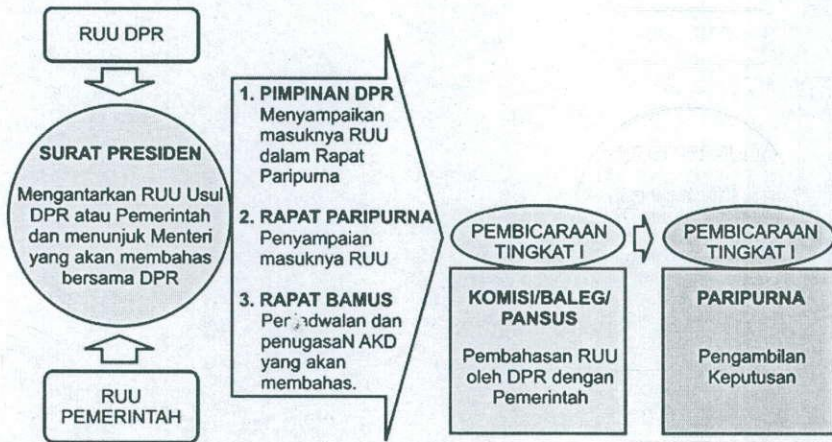 RUU DPR
SURAT PRESIDEN
Mengantarkan RUU Usul
DPR atau Pemerintah
dan menunjuk Menteri
yang akan membahas
bersama DPR
RUU
PEMERINTAH
1. PIMPINAN DPR
Menyampaikan
masuknya RUU
dalam Rapat
Paripurna
2. RAPAT PARIPURNA
Penyampaian
masuknya RUU
3. RAPAT BAMUS
Penjadwalan dan
penugasaN AKD
yang akan
membahas.
PEMBICARAAN
TINGKAT I
KOMISI/BALEG/
PANSUS
Pembahasan RUU
oleh DPR dengan
Pemerintah
PEMBICARAAN
TINGKAT I
PARIPURNA
Pengambilan
Keputusan